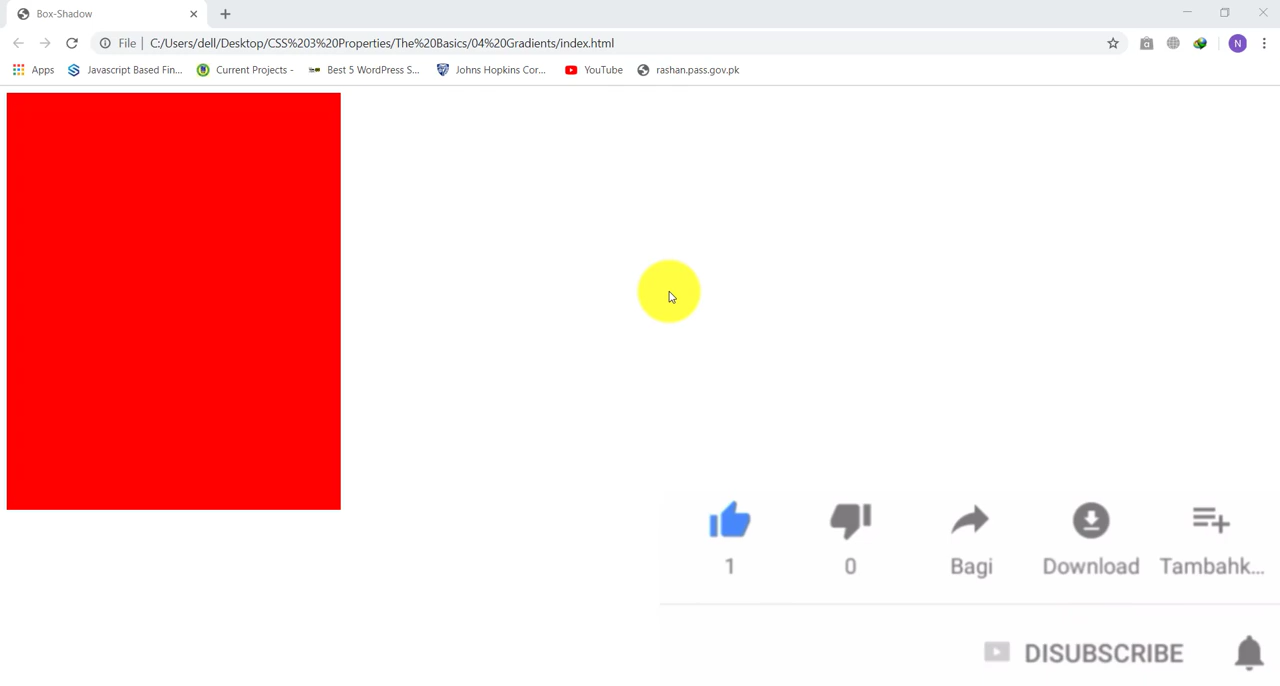 Box-Shadow
File | C:/Users/dell/Desktop/CSS%203%20Properties/The%20Basics/04%20Gradients/index.html
N
Apps Javascript Based Fin... Current Projects - Best 5 WordPress S... Johns Hopkins Cor... YouTube rashan.pass.gov.pk
1 0 Bagi Download Tambahk...
DISUBSCRIBE